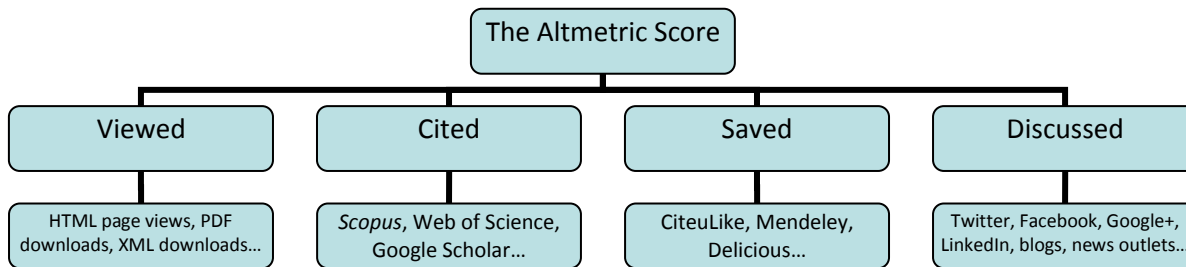 The Altmetric Score
Viewed
Cited
Saved
Discussed
HTML page views, PDF
downloads, XML downloads…
Scopus, Web of Science,
Google Scholar…
CiteuLike, Mendeley,
Delicious…
Twitter, Facebook, Google+,
LinkedIn, blogs, news outlets…